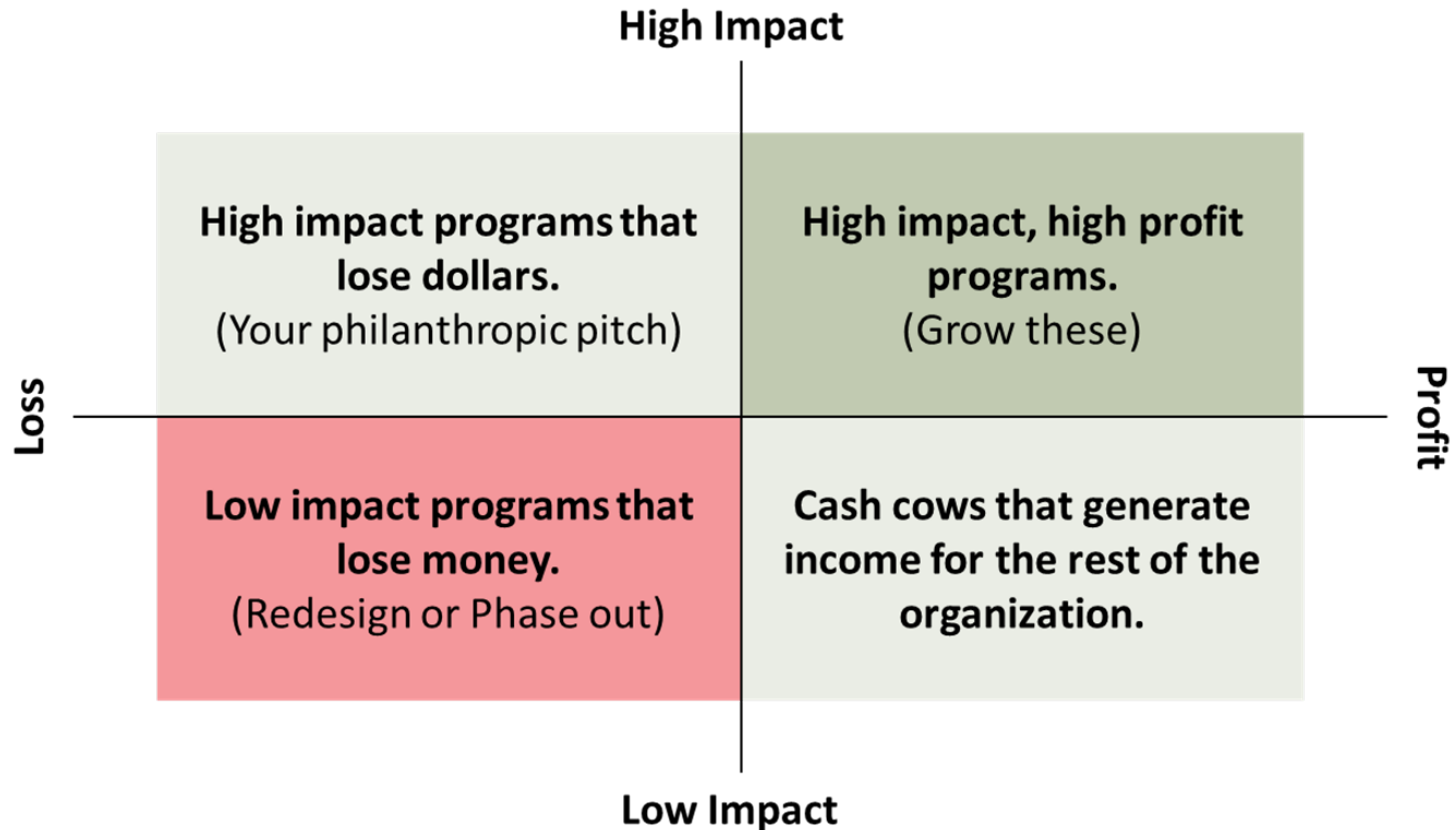 High Impact
High impact programs that
lose dollars.
(Your philanthropic pitch)
High impact, high profit
programs.
(Grow these)
Loss
Profit
Low impact programs that
lose money.
(Redesign or Phase out)
Cash cows that generate
income for the rest of the
organization.
Low Impact